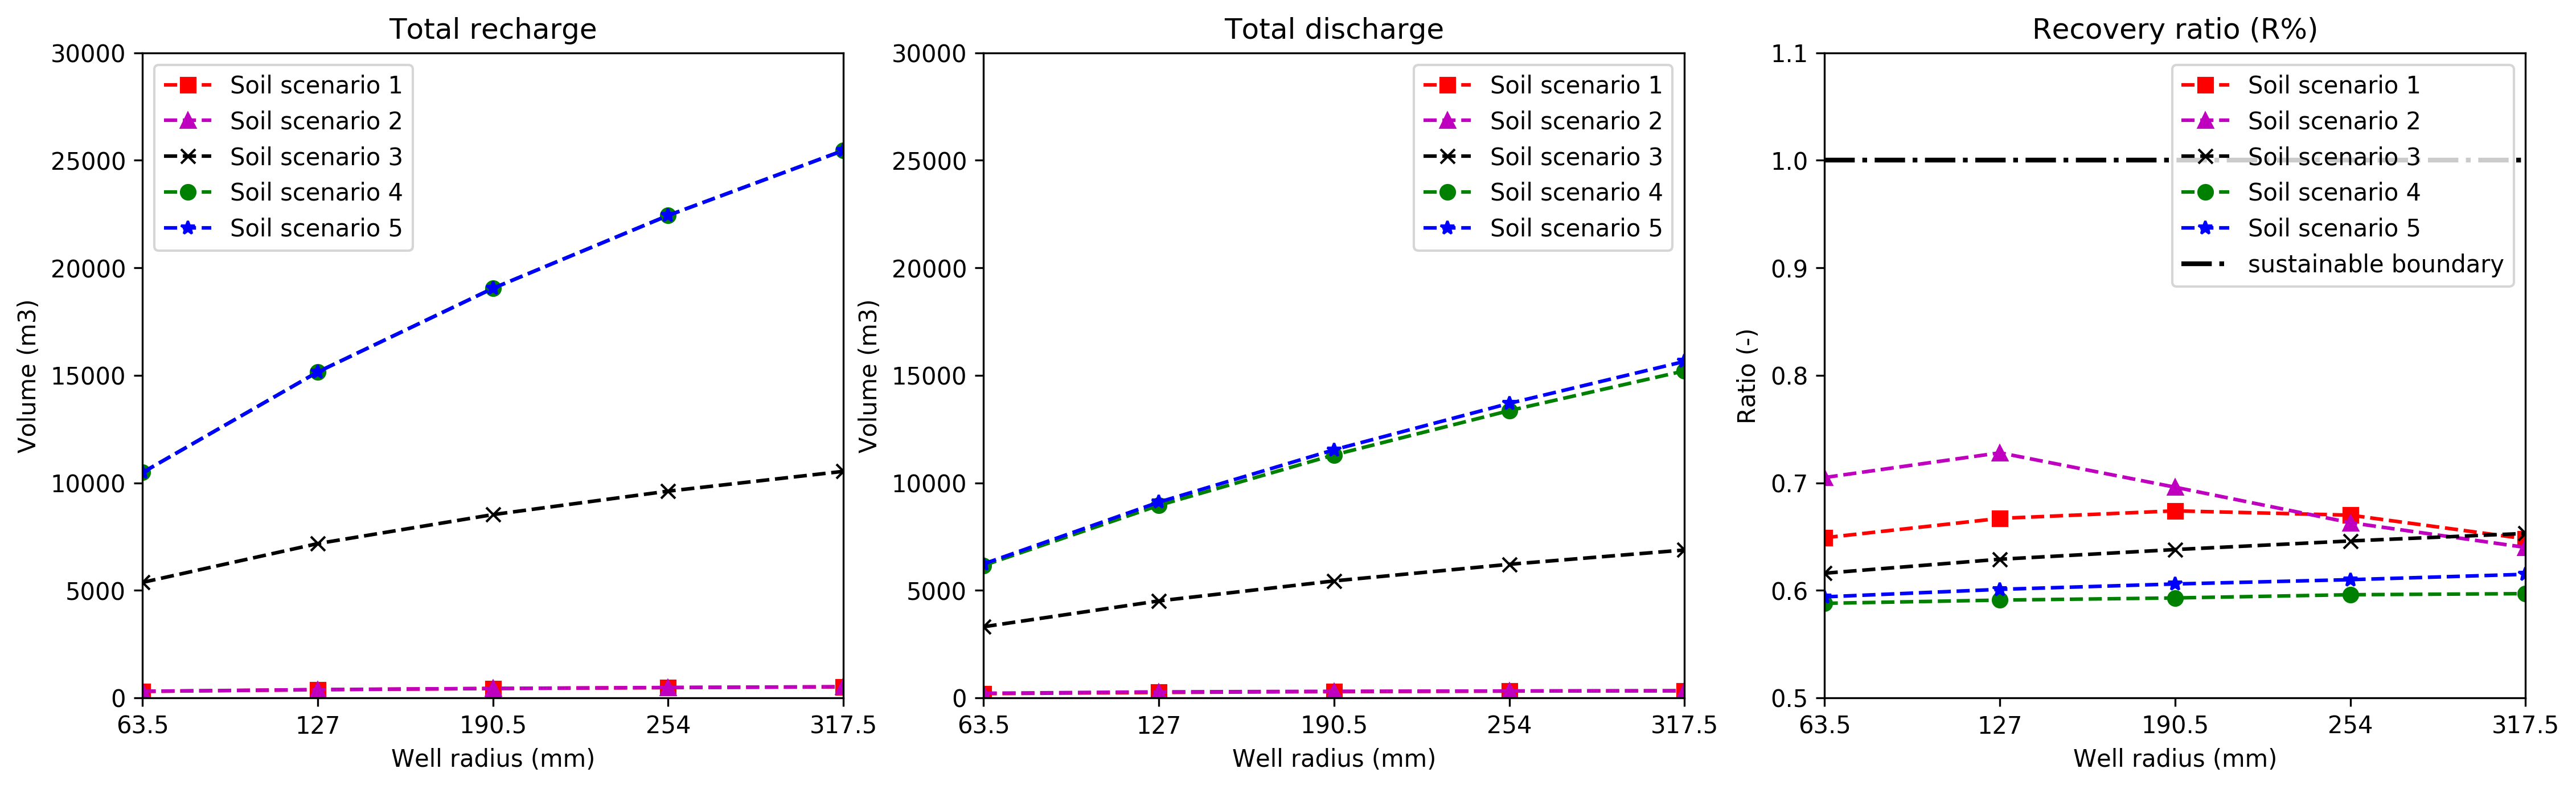 Total recharge
30000
25000
20000
15000
10000
5000
0
Volume (m3)
Soil scenario 1
Soil scenario 2
Soil scenario 3
Soil scenario 4
Soil scenario 5
63.5 127 190.5 254 317.5
Well radius (mm)
Total discharge
30000
25000
20000
15000
10000
5000
0
Volume (m3)
Soil scenario 1
Soil scenario 2
Soil scenario 3
Soil scenario 4
Soil scenario 5
63.5 127 190.5 254 317.5
Well radius (mm)
Recovery ratio (R%)
1.1
1.0
0.9
0.8
0.7
0.6
0.5
Ratio (-)
Soil scenario 1
Soil scenario 2
Soil scenario 3
Soil scenario 4
Soil scenario 5
sustainable boundary
63.5 127 190.5 254 317.5
Well radius (mm)